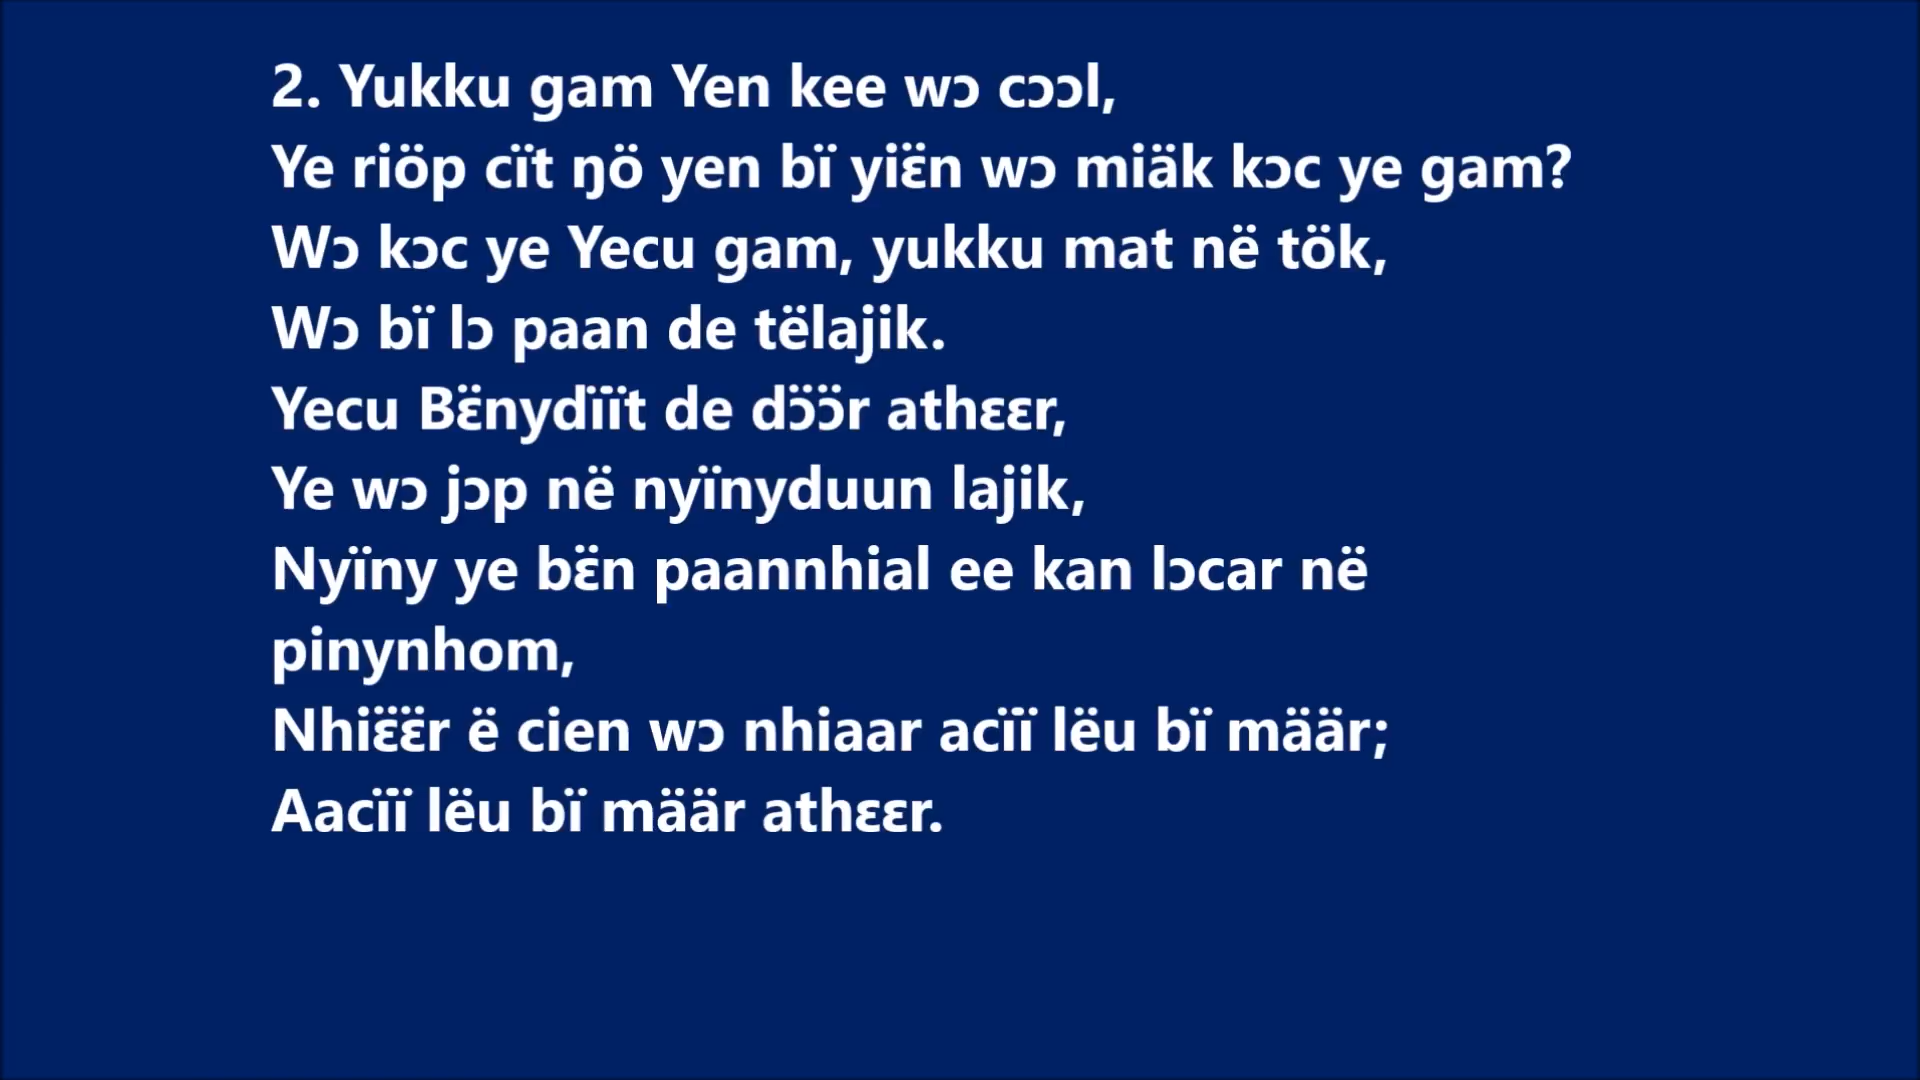 2. Yukku gam Yen kee wɔ cɔɔl,
Ye riöp cït ŋö yen bï yiɛ̈n wɔ miäk kɔc ye gam?
Wɔ kɔc ye Yecu gam, yukku mat në tök,
Wɔ bï lɔ paan de tëlajik.
Yecu Bɛ̈nydïït de dɔ̈ɔ̈r athɛɛr,
Ye wɔ jɔp në nyïnyduun lajik,
Nyïny ye bɛ̈n paannhial ee kan lɔcar në
pinynhom,
Nhiɛ̈ɛ̈r ë cien wɔ nhiaar acïï lëu bï määr;
Aacïï lëu bï määr athɛɛr.